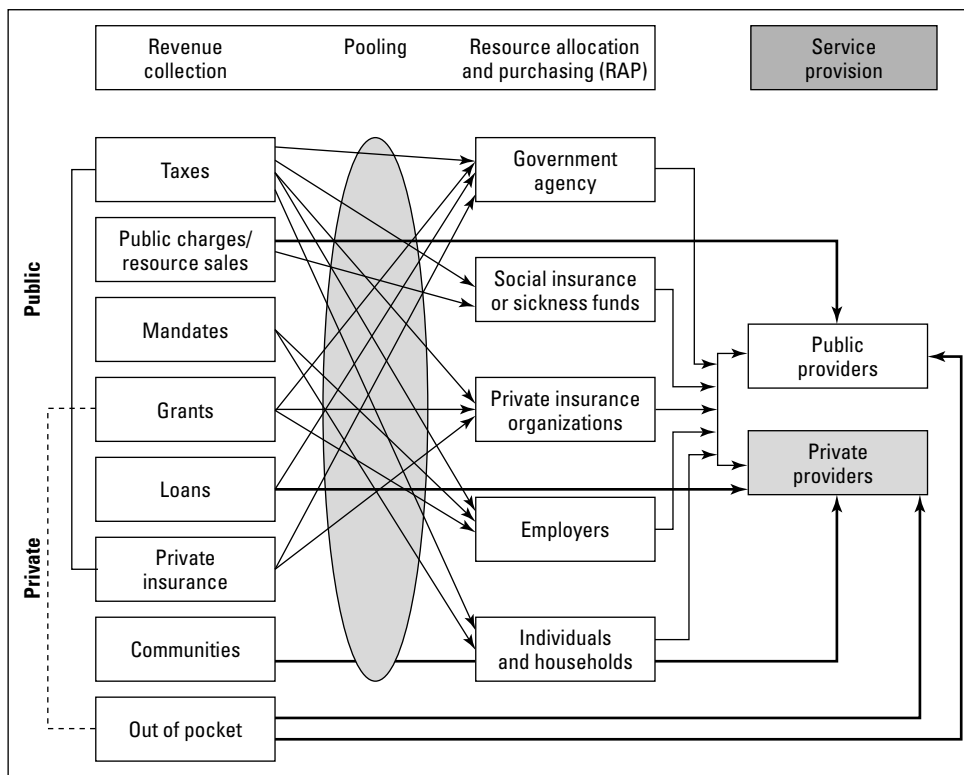 Revenue
collection
Pooling
Resource allocation
and purchasing (RAP)
Service
provision
Public
Private
Taxes
Public charges/
resource sales
Mandates
Grants
Loans
Private
insurance
Communities
Out of pocket
Government
agency
Social insurance
or sickness funds
Private insurance
organizations
Employers
Individuals
and households
Public
providers
Private
providers